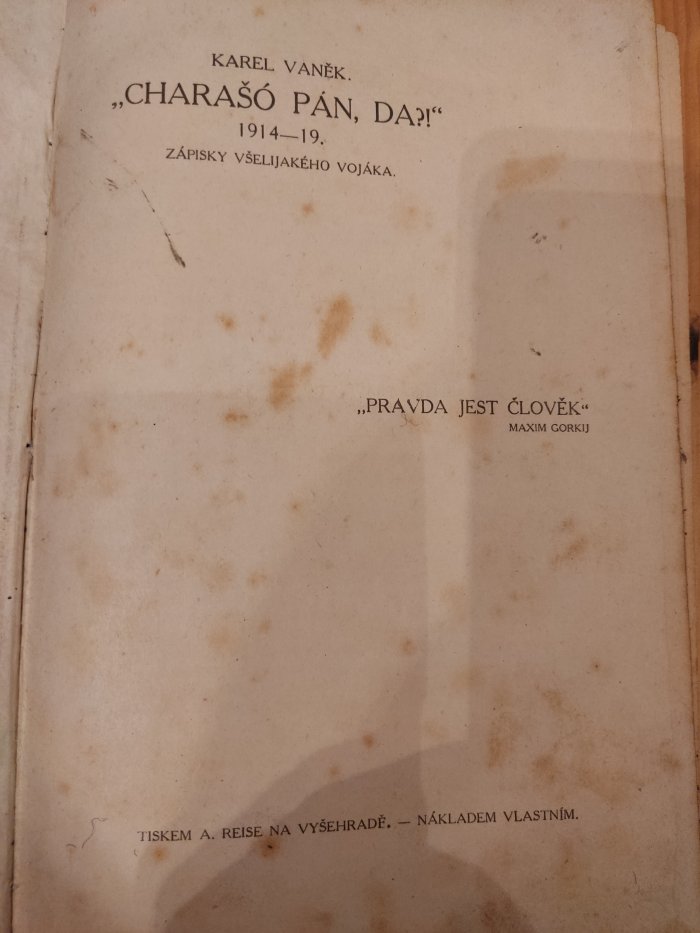 KAREL VANĚK.
„CHARAŠÓ PÁN, DA?!“
1914—19.
ZÁPISKY VŠELIJAKÉHO VOJÁKA.
„PRAVDA JEST ČLOVĚK“
MAXIM GORKIJ
TISKEM A. REISE NA VYŠEHRADĚ. — NÁKLADEM VLASTNÍM.